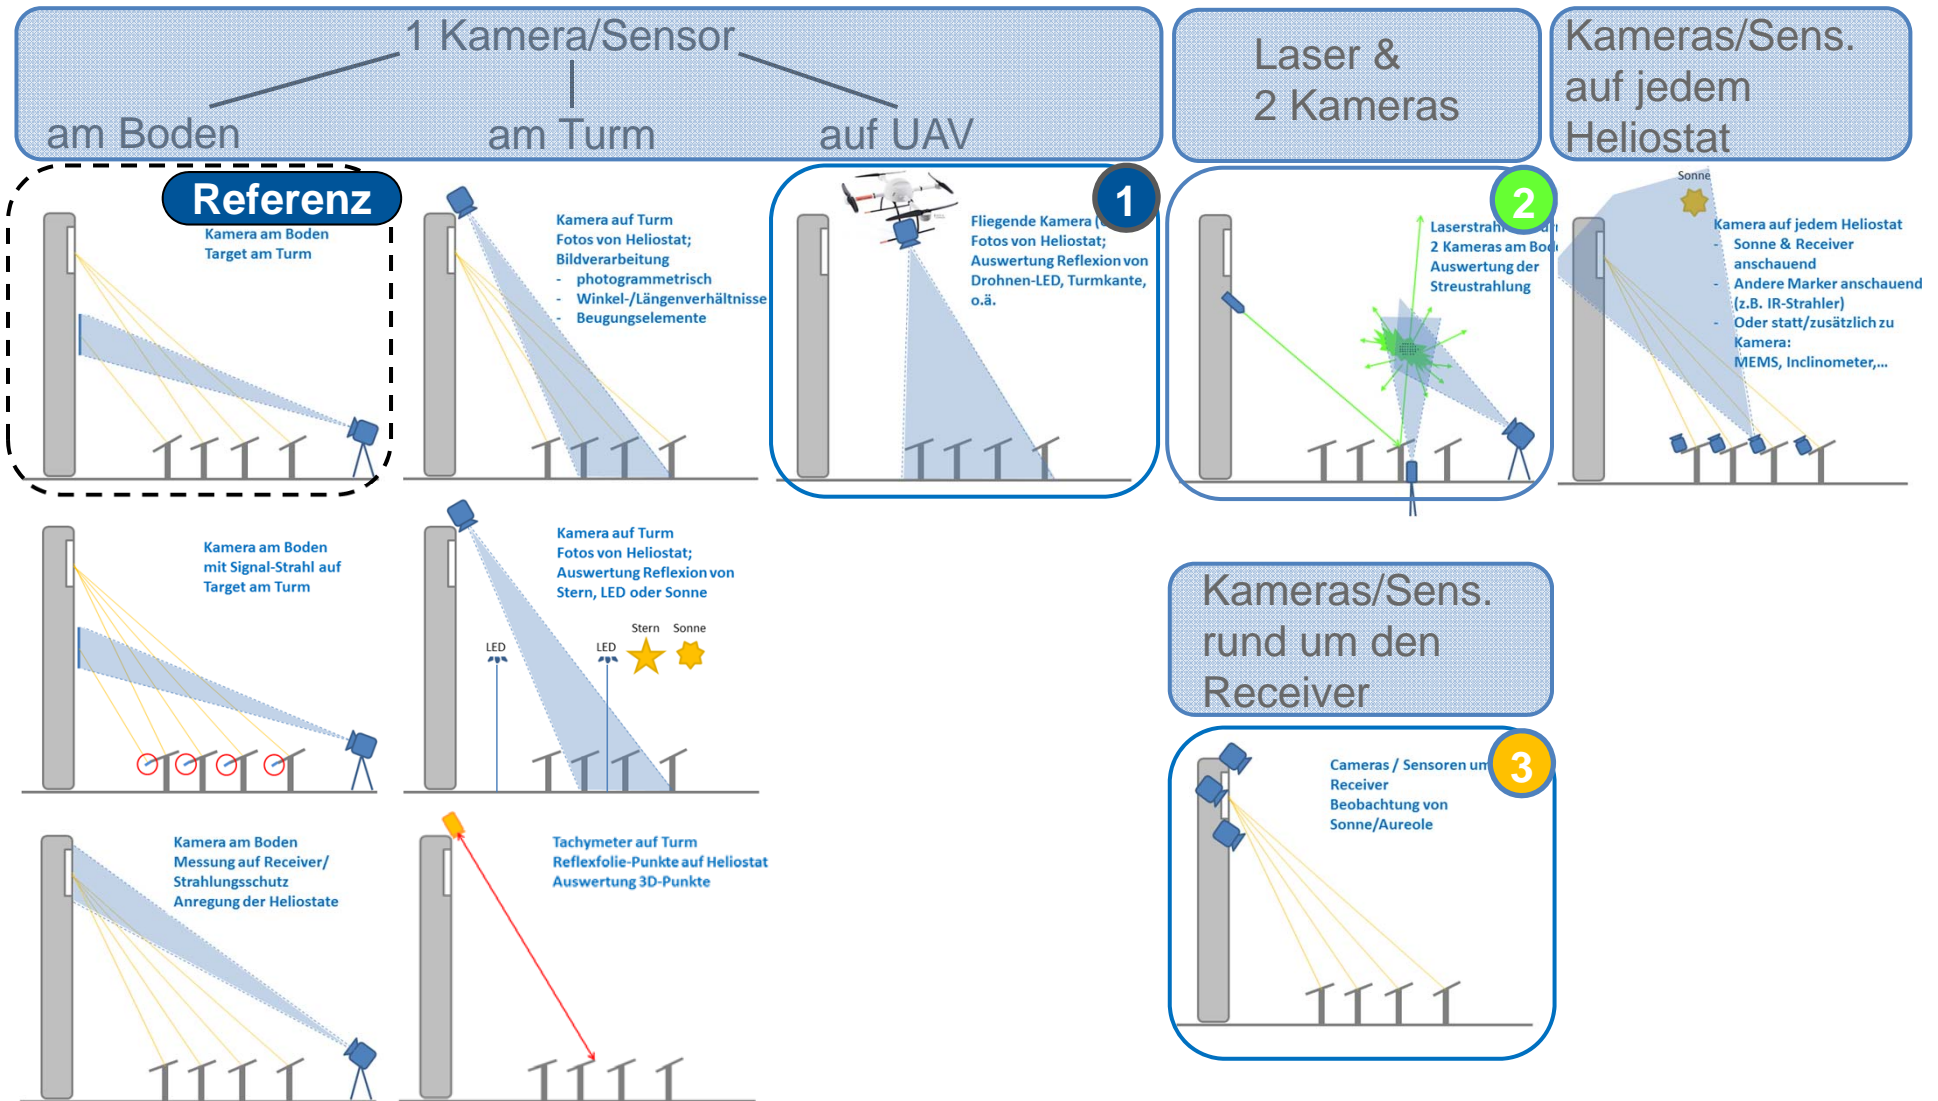 1 Kamera/Sensor
am Boden
am Turm
auf UAV
Laser &
2 Kameras
Kameras/Sens.
auf jedem
Heliostat
Referenz
Kamera am Boden
Target am Turm
Kamera auf Turm
Fotos von Heliostat;
Bildverarbeitung
- photogrammetrisch
- Winkel-/Längenverhältnisse
- Beugungselemente
1
Fliegende Kamera
Fotos von Heliostat;
Auswertung Reflexion von
Drohnen-LED, Turmkante,
o.ä.
2
2 Kameras am
Auswertung der
Streustrahlung
Sonne
Kamera auf jedem Heliostat
- Sonne & Receiver
anschauend
- Andere Marker anschauend
(z.B. IR-Strahler)
- Oder statt/zusätzlich zu
Kamera:
MEMS, Inclinometer,...
Kamera am Boden
mit Signal-Strahl auf
Target am Turm
Kamera auf Turm
Fotos von Heliostat;
Auswertung Reflexion von
Stern, LED oder Sonne
LED
LED
Stern
Sonne
Kameras/Sens.
rund um den
Receiver
3
Cameras / Sensoren um
Receiver
Beobachtung von
Sonne/Aureole
Kamera am Boden
Messung auf Receiver/
Strahlungsschutz
Anregung der Heliostate
Tachymeter auf Turm
Reflexfolie-Punkte auf Heliostat
Auswertung 3D-Punkte